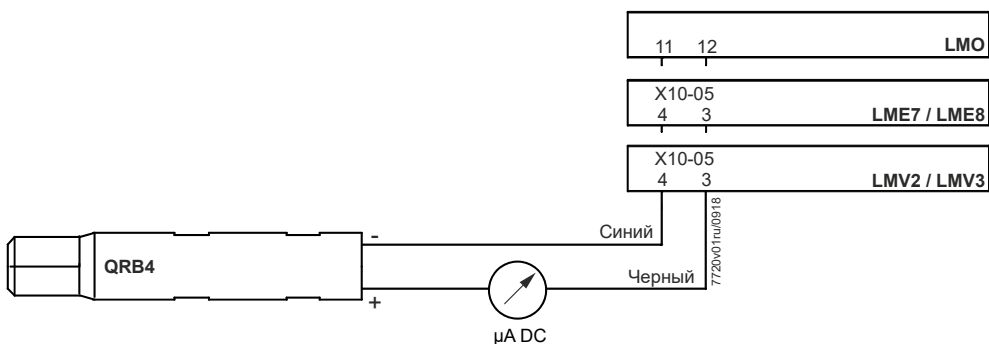 11 12 LMO
X10-05
4 3 LME7 / LME8
X10-05
4 3 LMV2 / LMV3
7720v01ru/0918
Синий
-
QRB4
Черный
+
µA DC